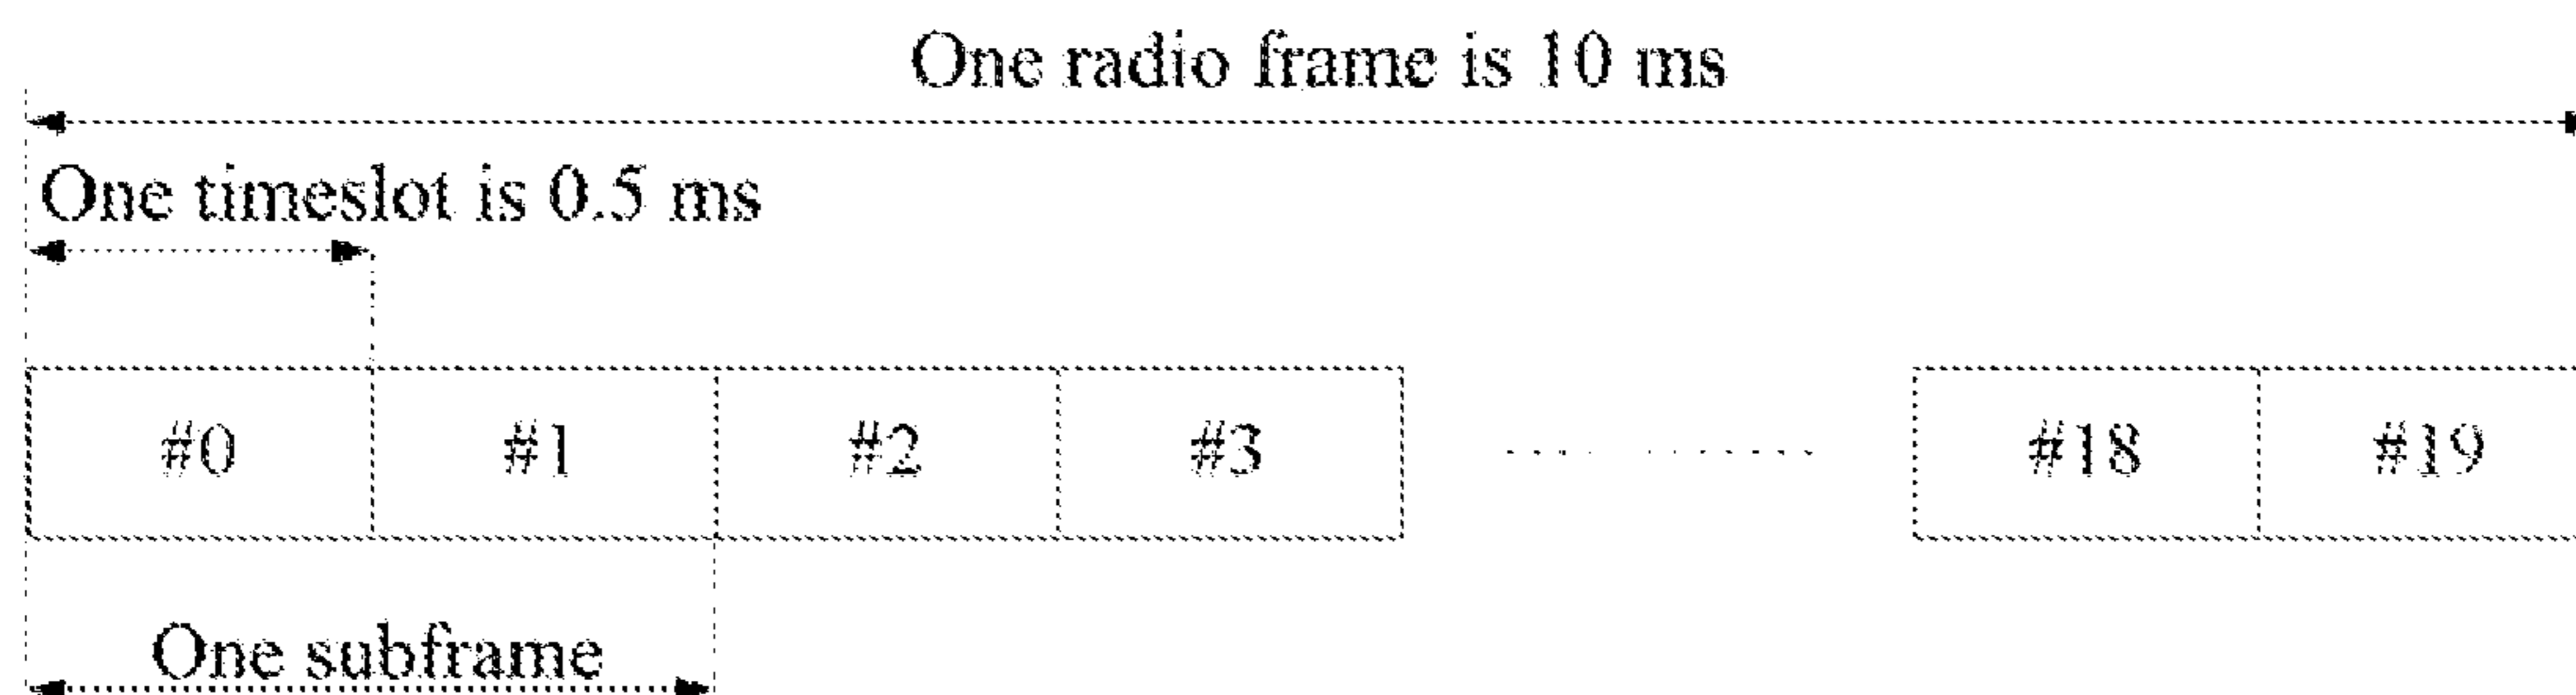 One radio frame is 10 ms
One timeslot is 0.5 ms
#0 #1 #2 #3 #18 #19
One subframe